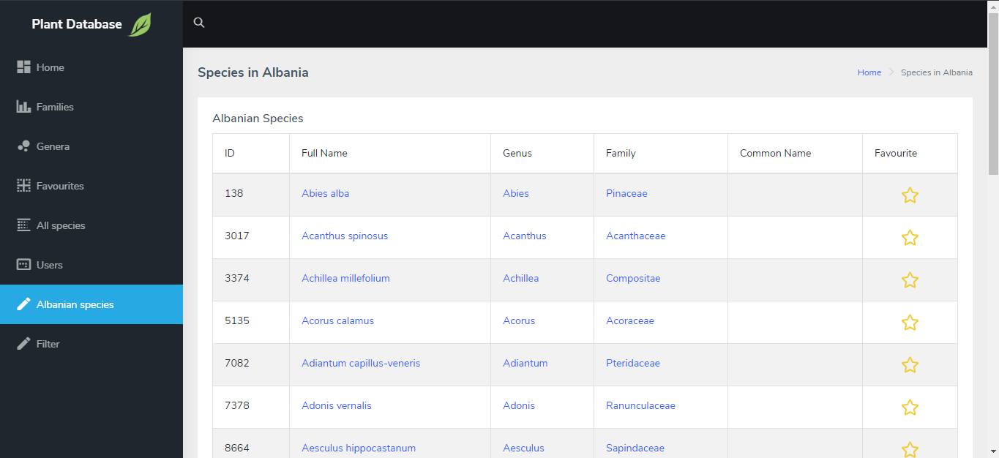 Plant Database
Home
Families
Genera
Favourites
All species
Users
Albanian species
Filter
Species in Albania
Home Species in Albania
Albanian Species
ID Full Name Genus Family Common Name Favourite
138 Abies alba Abies Pinaceae
3017 Acanthus spinosus Acanthus Acanthaceae
3374 Achillea millefolium Achillea Compositae
5135 Acorus calamus Acorus Acoraceae
7082 Adiantum capillus-veneris Adiantum Pteridaceae
7378 Adonis vernalis Adonis Ranunculaceae
8664 Aesculus hippocastanum Aesculus Sapindaceae